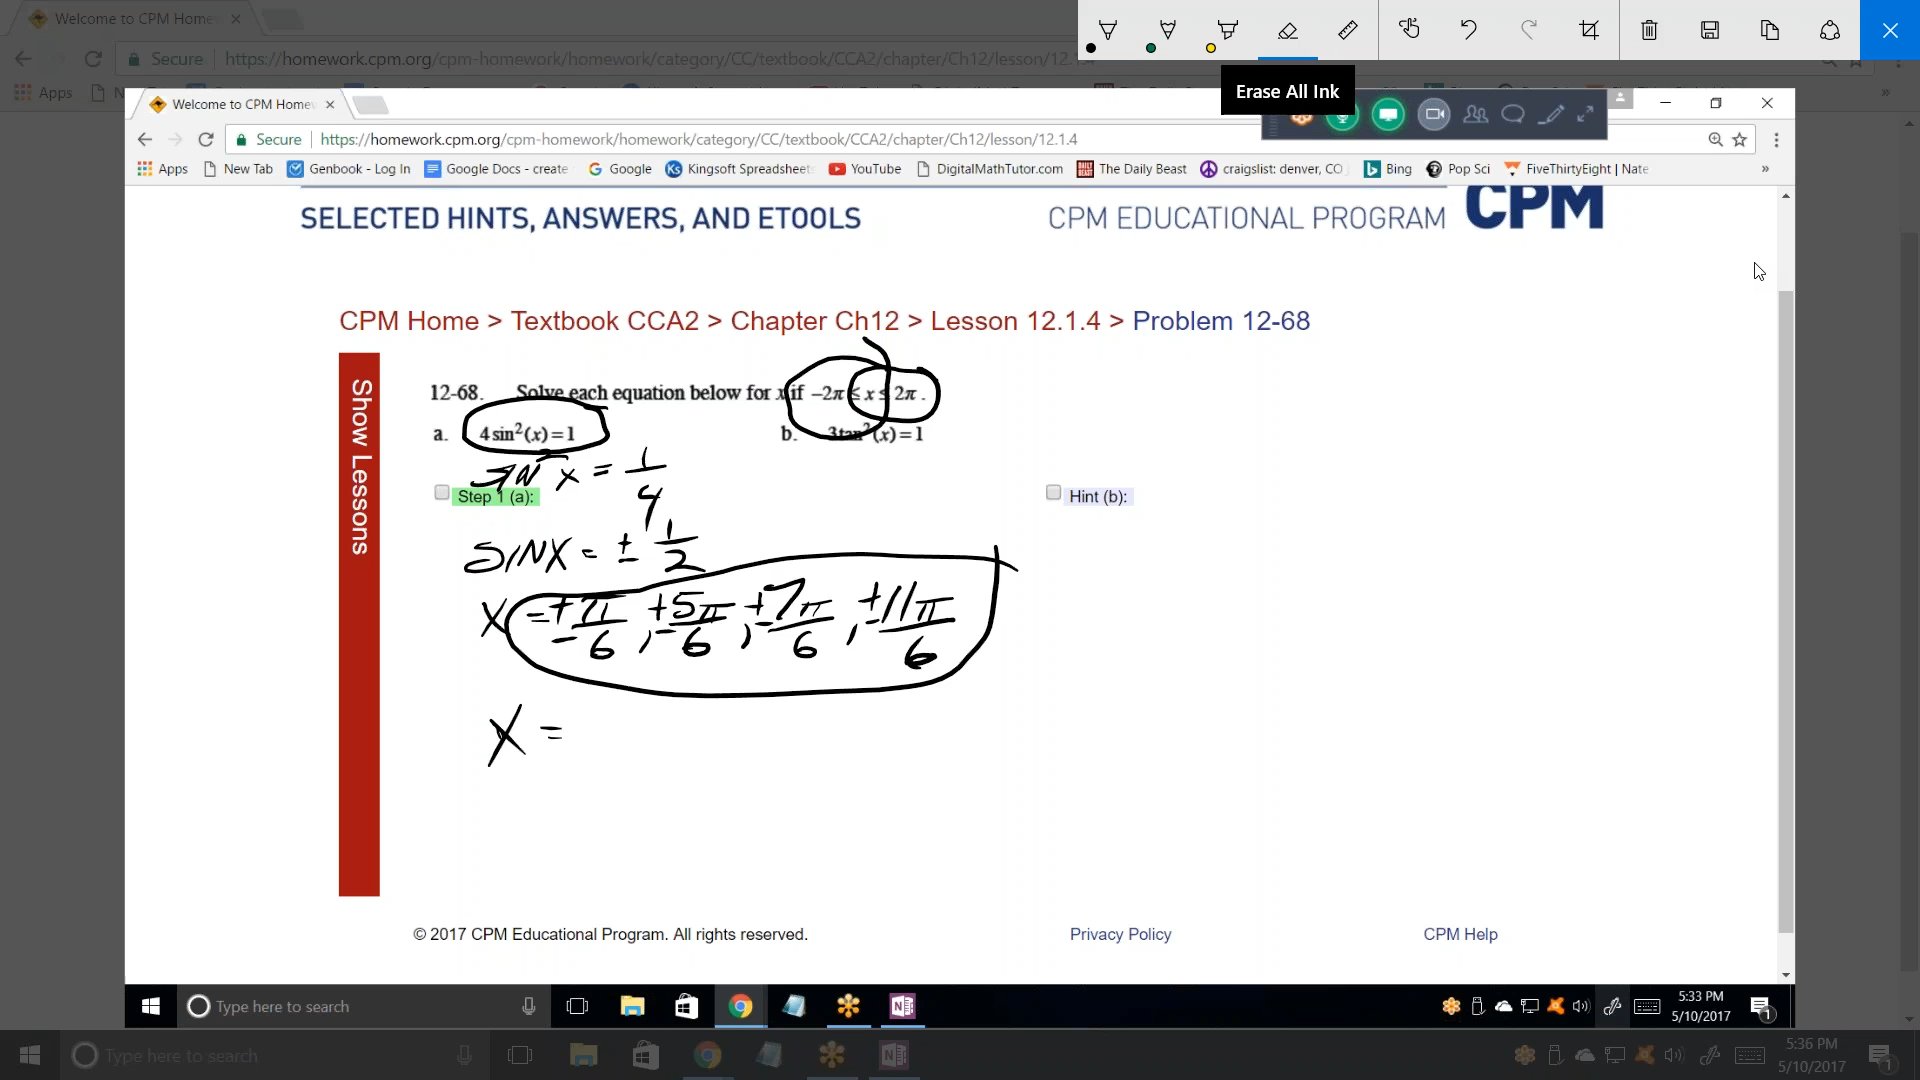 Welcome to CPM Home
Secure https://homework.cpm.org/cpm-homework/homework/category/CC/textbook/CCA2/chapter/Ch12/lesson/12.
Apps
Erase All Ink
Welcome to CPM Home
Secure https://homework.cpm.org/cpm-homework/homework/category/CC/textbook/CCA2/chapter/Ch12/lesson/12.1.4
Apps New Tab Genbook - Log In Google Docs - create Google Kingsoft Spreadsheets YouTube DigitalMathTutor.com The Daily Beast craigslist: denver, CO Bing Pop Sci FiveThirtyEight | Nate »
SELECTED HINTS, ANSWERS, AND ETOOLS CPM EDUCATIONAL PROGRAM CPM
CPM Home > Textbook CCA2 > Chapter Ch12 > Lesson 12.1.4 > Problem 12-68
Show Lessons
12-68. Solve each equation below for x if −2π ≤ x ≤ 2π .
a. 4 sin²(x) = 1 b. 3tan²(x) = 1
SIN² x = 1/4
Step 1 (a): Hint (b):
SINX = ± 1/2
X = ± π/6 , ± 5π/6 , ± 7π/6 , ± 11π/6
X =
© 2017 CPM Educational Program. All rights reserved. Privacy Policy CPM Help
Type here to search 5:33 PM
5/10/2017
Type here to search 5:36 PM
5/10/2017